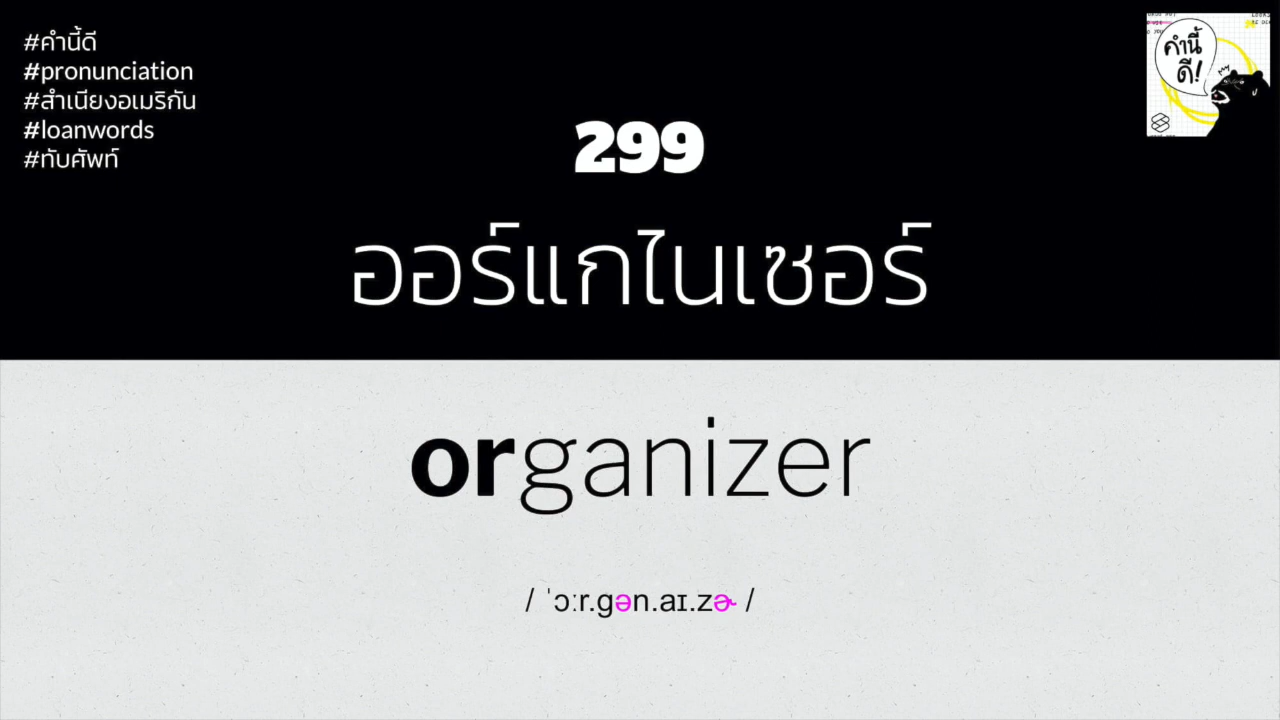 #คำนี้ดี
#pronunciation
#สำเนียงอเมริกัน
#loanwords
#ทับศัพท์
คำนี้
ดี!
299
ออร์แกไนเซอร์
organizer
/ ˈɔːr.gən.aɪ.zɚ /